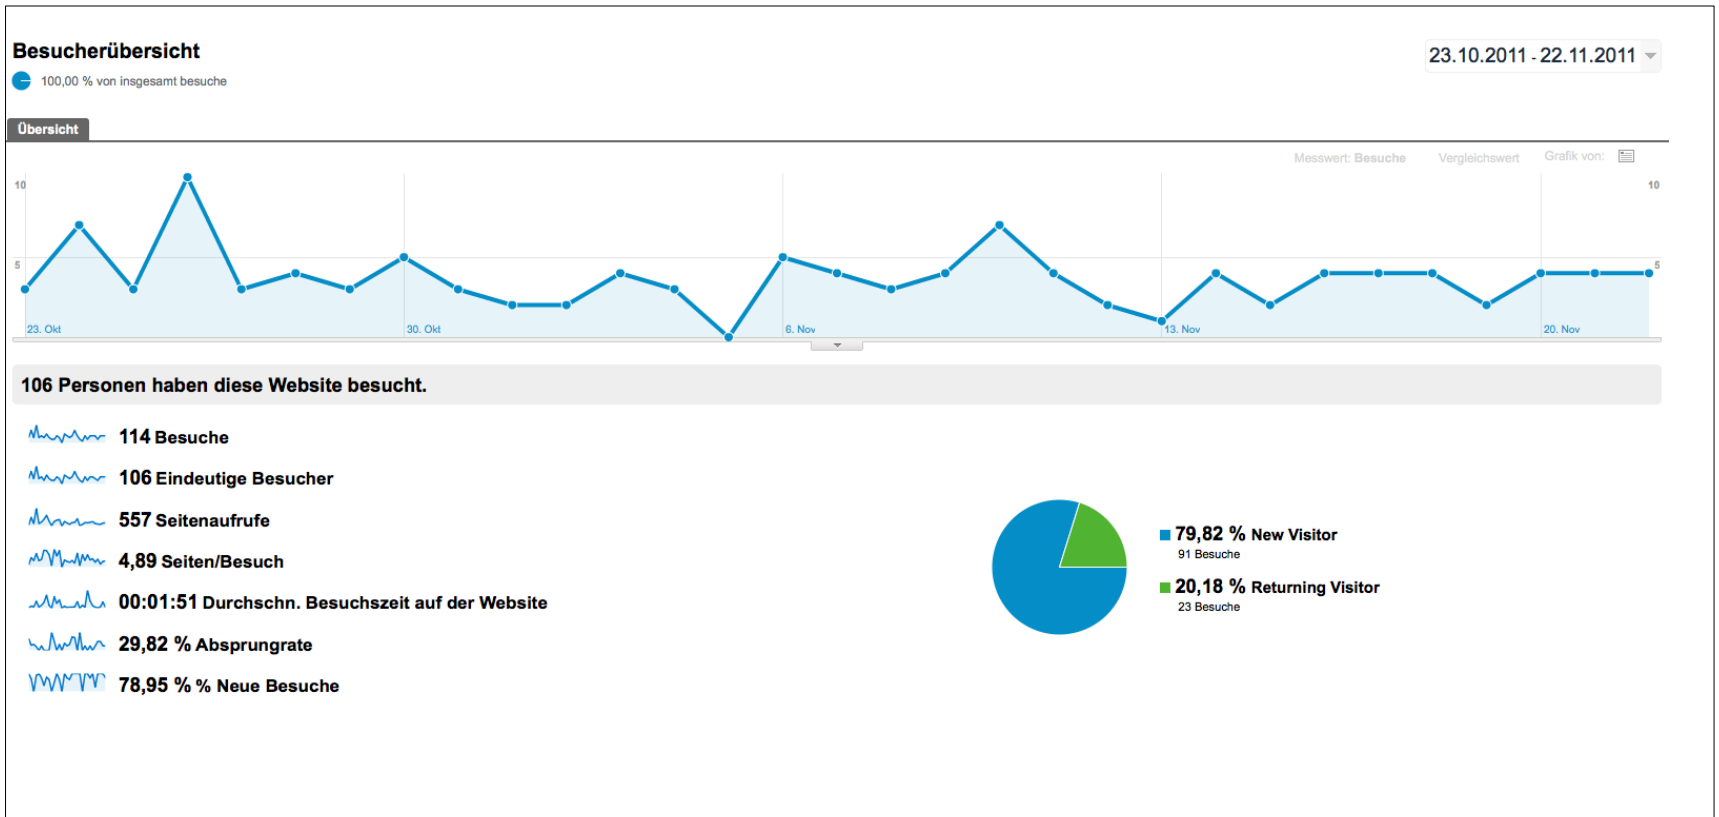 Besucherübersicht
23.10.2011 - 22.11.2011
100,00 % von insgesamt besuche
Übersicht
Messwert: Besuche Vergleichswert Grafik von:
10 10
5 5
23. Okt 30. Okt 6. Nov 13. Nov 20. Nov
106 Personen haben diese Website besucht.
114 Besuche
106 Eindeutige Besucher
557 Seitenaufrufe
4,89 Seiten/Besuch
00:01:51 Durchschn. Besuchszeit auf der Website
29,82 % Absprungrate
78,95 % % Neue Besuche
79,82 % New Visitor
91 Besuche
20,18 % Returning Visitor
23 Besuche